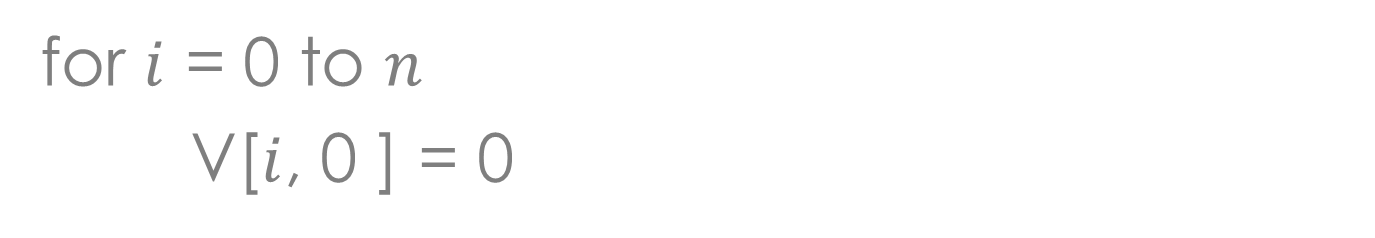 for i = 0 to n
V[i, 0 ] = 0